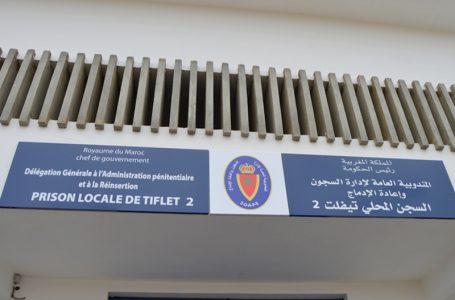 Royaume du Maroc
chef de gouvernement
Délégation Générale à l'Administration pénitentiaire
et à la Réinsertion
PRISON LOCALE DE TIFLET 2
DGAPR
المملكة المغربية
رئيس الحكومة
المندوبية العامة لإدارة السجون
وإعادة الإدماج
السجن المحلي تيفلت 2